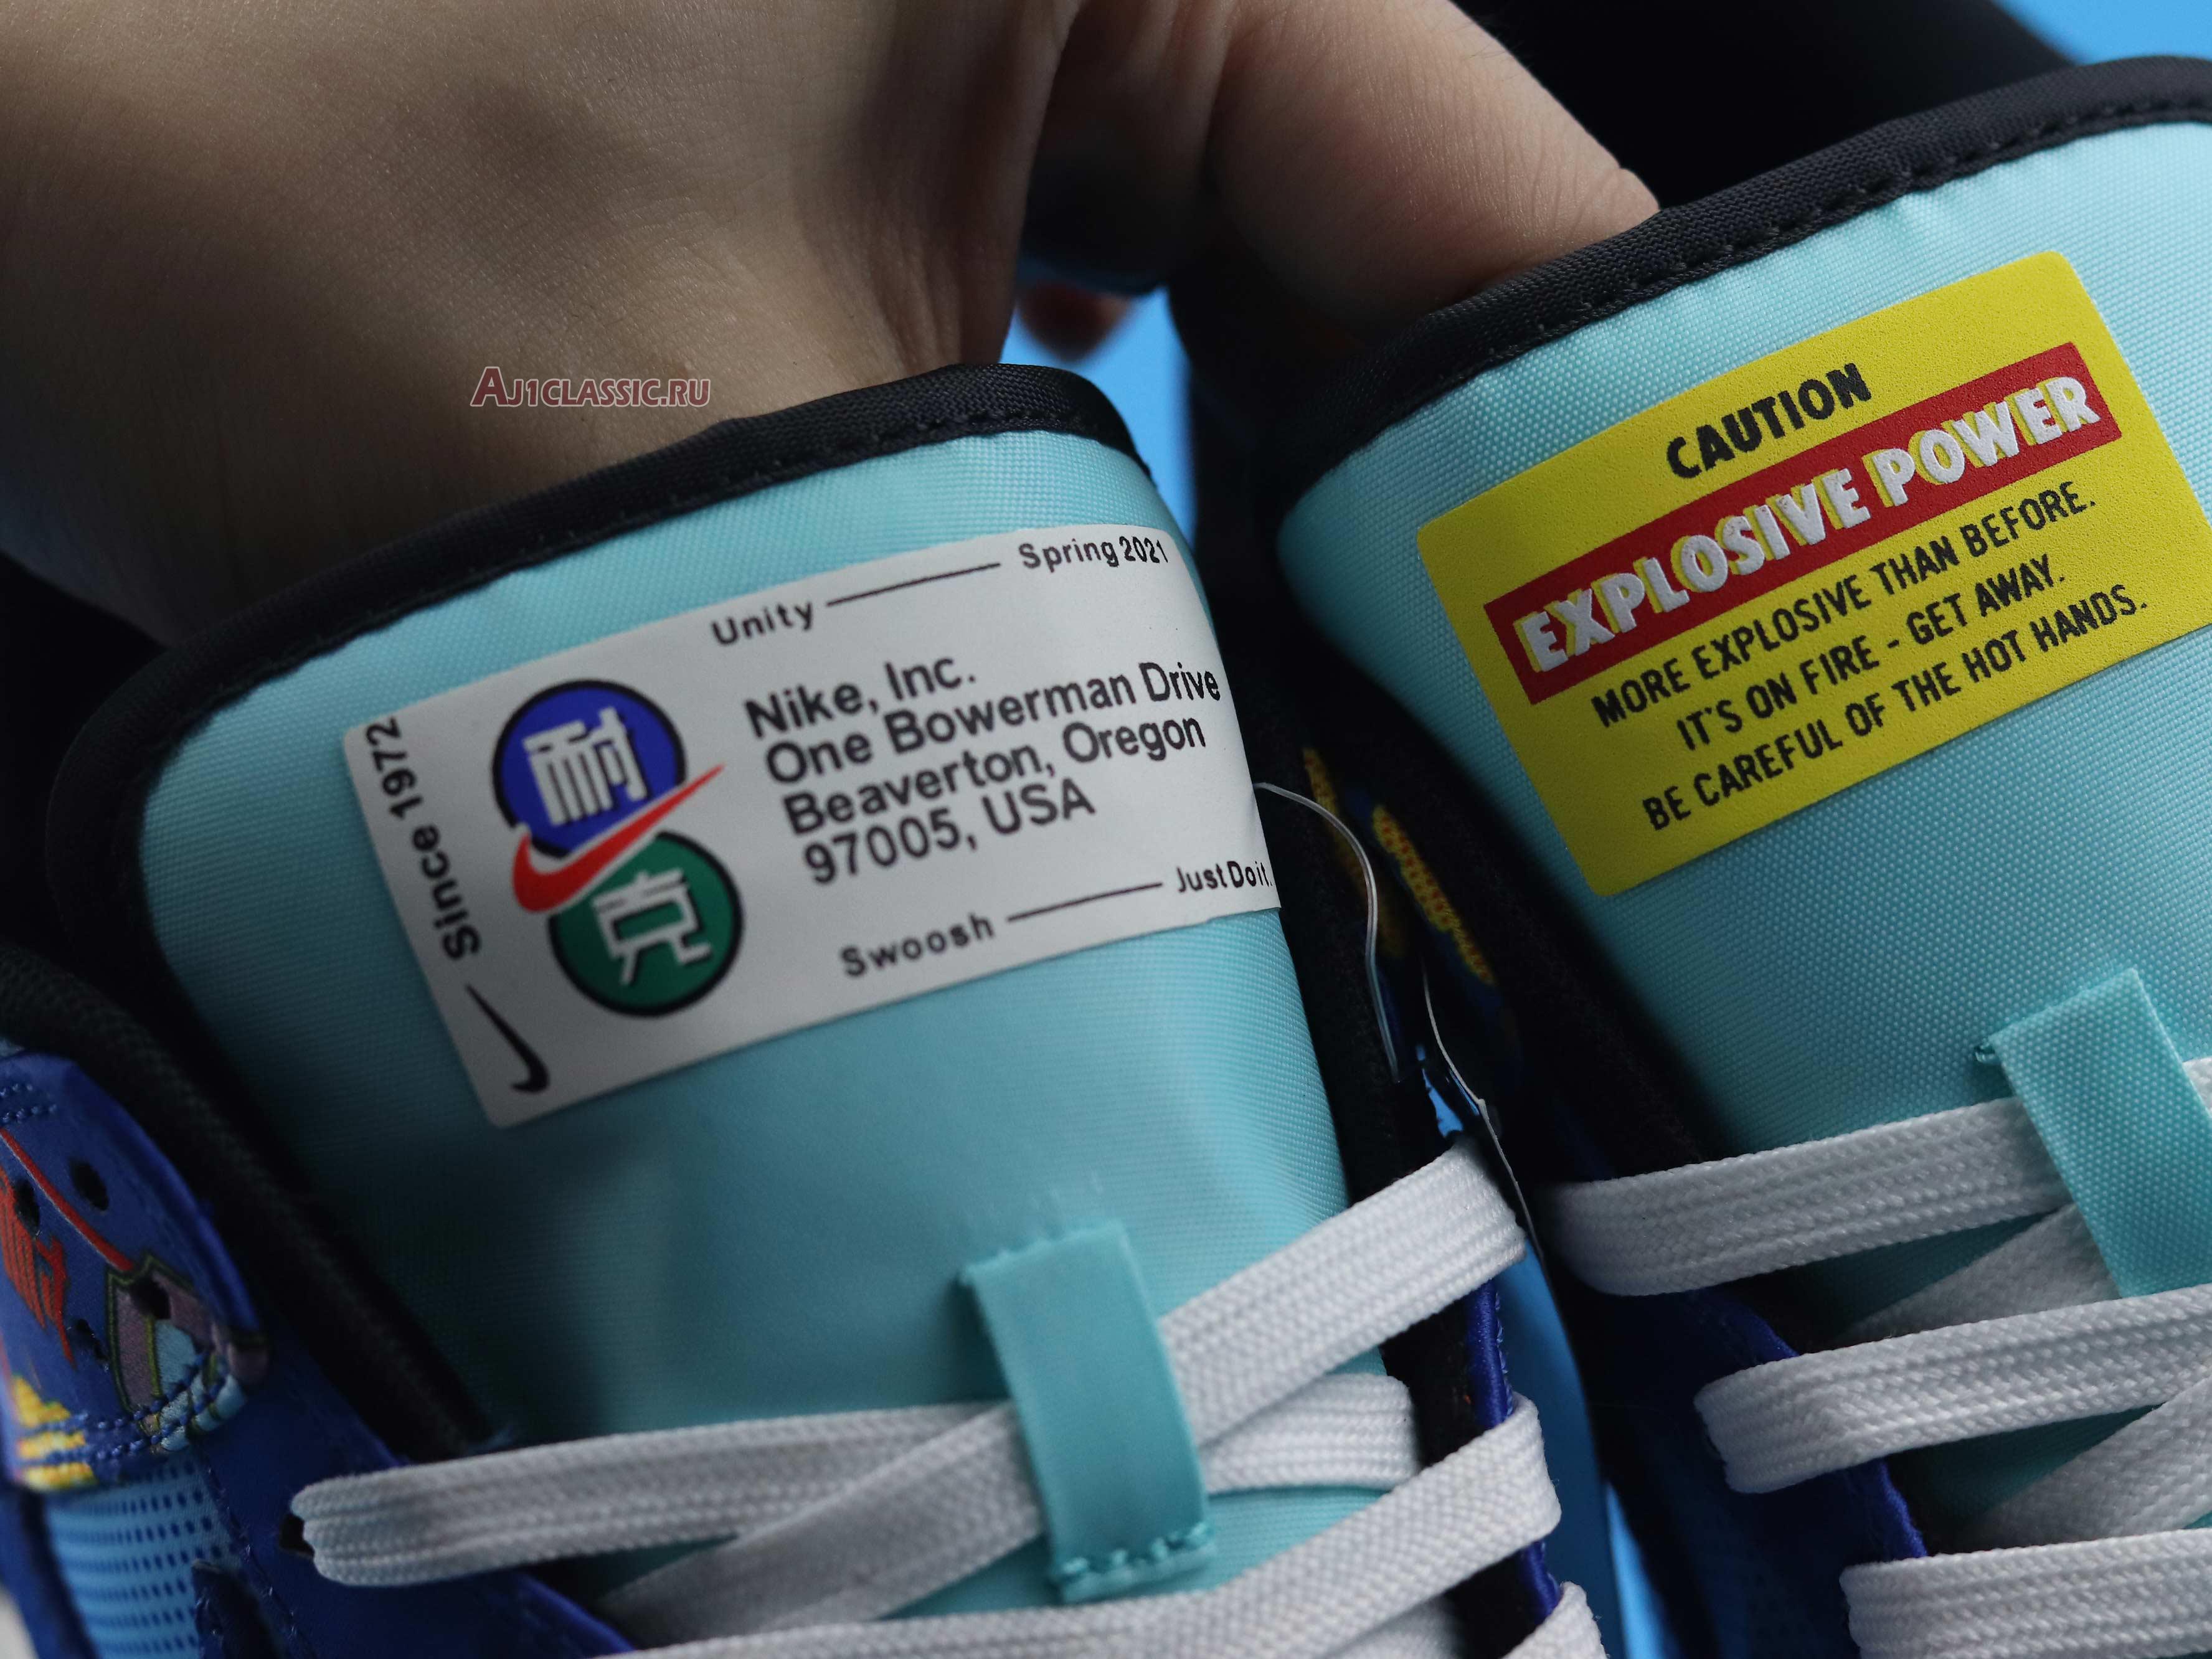 AJ1CLASSIC.RU
Unity Spring 2021
Since 1972
耐
克
Nike, Inc.
One Bowerman Drive
Beaverton, Oregon
97005, USA
Swoosh Just Do it.
CAUTION
EXPLOSIVE POWER
MORE EXPLOSIVE THAN BEFORE.
IT'S ON FIRE - GET AWAY.
BE CAREFUL OF THE HOT HANDS.